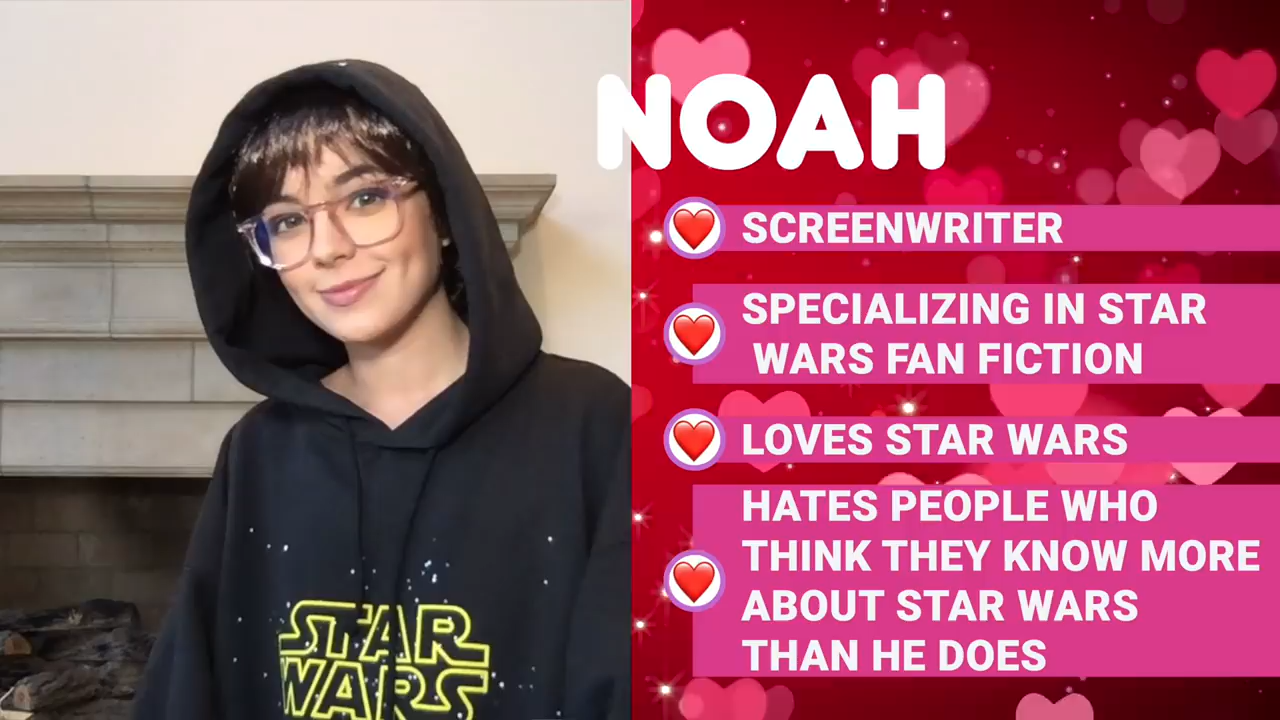 NOAH
SCREENWRITER
SPECIALIZING IN STAR
WARS FAN FICTION
LOVES STAR WARS
HATES PEOPLE WHO
THINK THEY KNOW MORE
ABOUT STAR WARS
THAN HE DOES
STAR
WARS